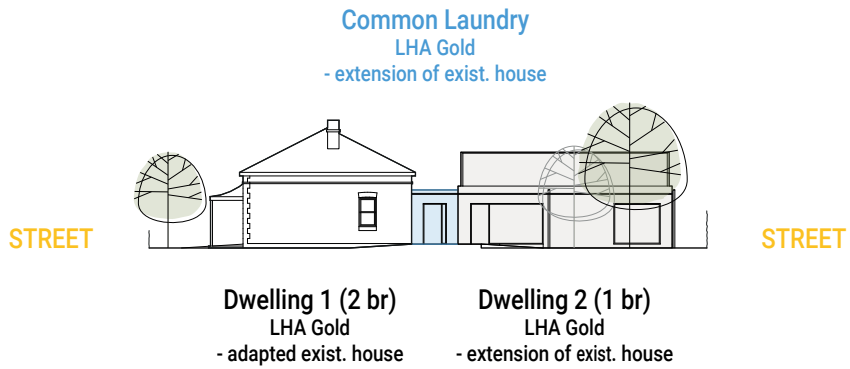 Common Laundry
LHA Gold
- extension of exist. house
STREET
STREET
Dwelling 1 (2 br)
LHA Gold
- adapted exist. house
Dwelling 2 (1 br)
LHA Gold
- extension of exist. house